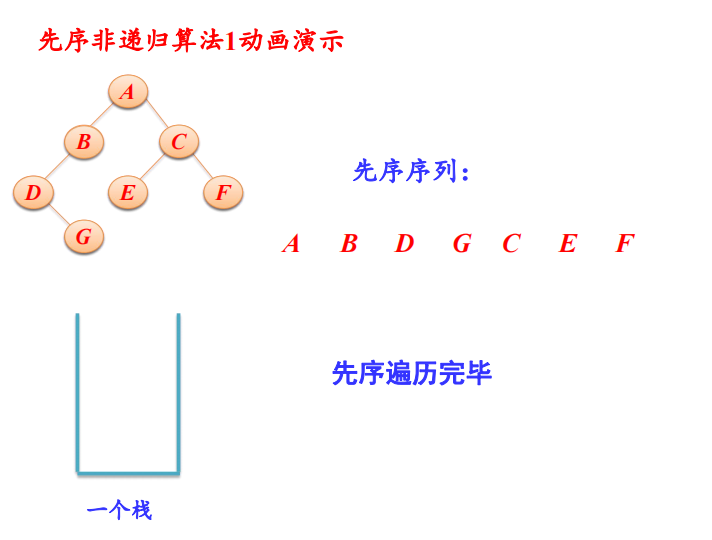 先序非递归算法1动画演示
A
B C
D E F
G
先序序列：
A B D G C E F
先序遍历完毕
一个栈